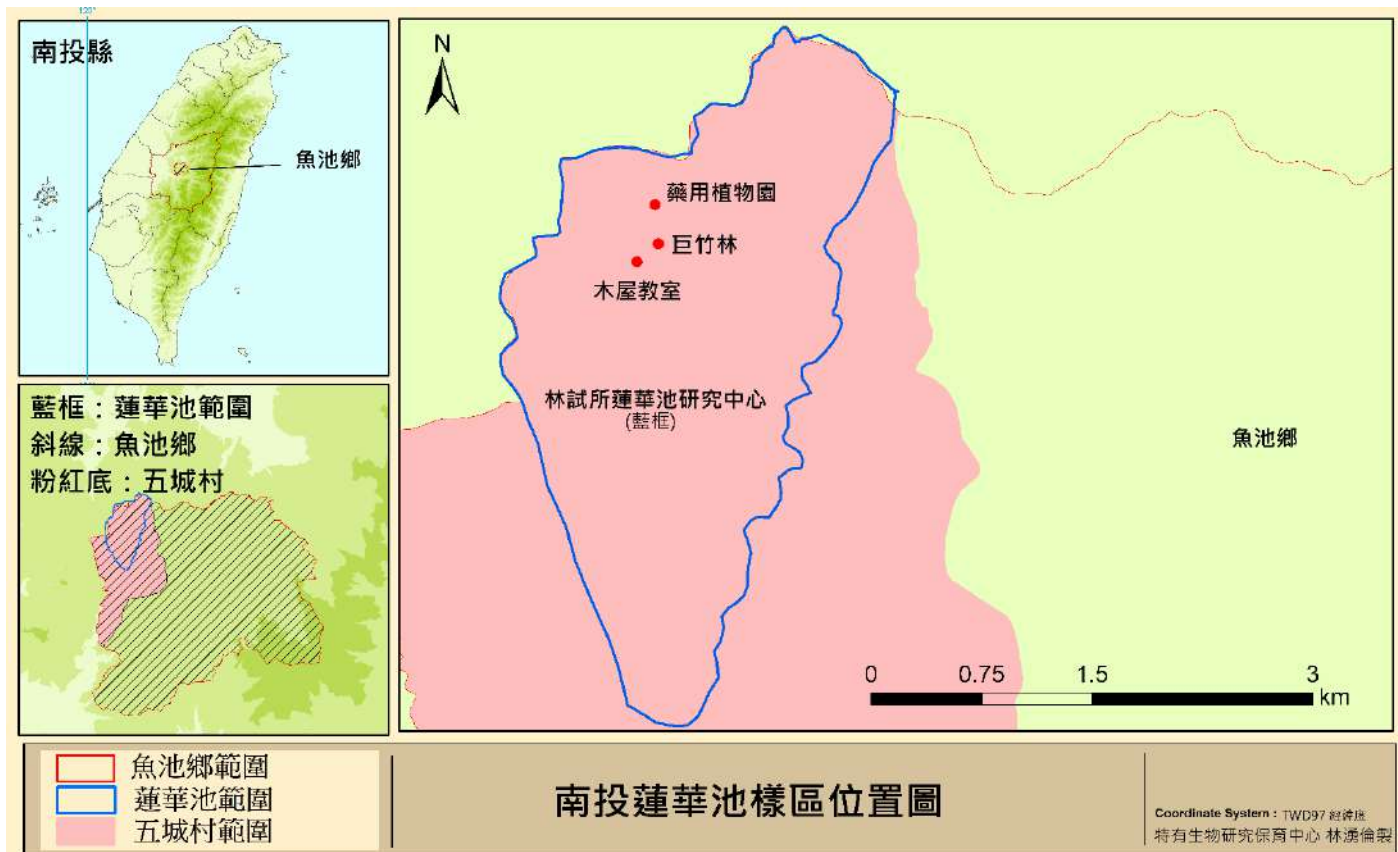 120°
南投縣
魚池鄉
藍框：蓮華池範圍
斜線：魚池鄉
粉紅底：五城村
N
藥用植物園
巨竹林
木屋教室
林試所蓮華池研究中心
(藍框)
魚池鄉
0 0.75 1.5 3
km
魚池鄉範圍
蓮華池範圍
五城村範圍
南投蓮華池樣區位置圖
Coordinate System : TWD97 經緯度
特有生物研究保育中心 林湧倫製